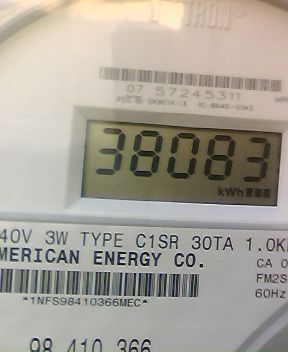 TRON
07 57245311
38083
kWh
40V 3W TYPE C1SR 30TA 1.0K
MERICAN ENERGY CO.
CA 0
FM2S
60Hz
*1NFS98410366MEC*
98 410 366